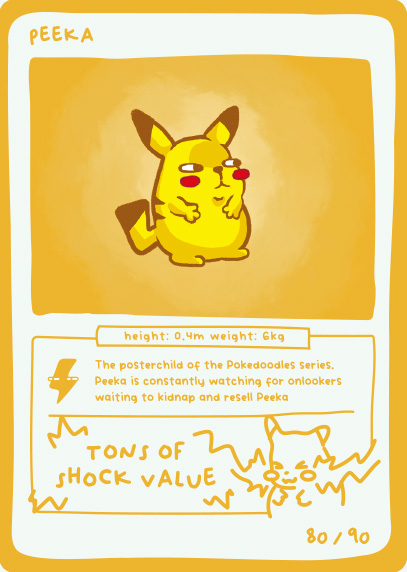 PEEKA
height: 0.4m weight: 6kg
The posterchild of the Pokedoodles series.
Peeka is constantly watching for onlookers
waiting to kidnap and resell Peeka
TONS OF
SHOCK VALUE
80/90